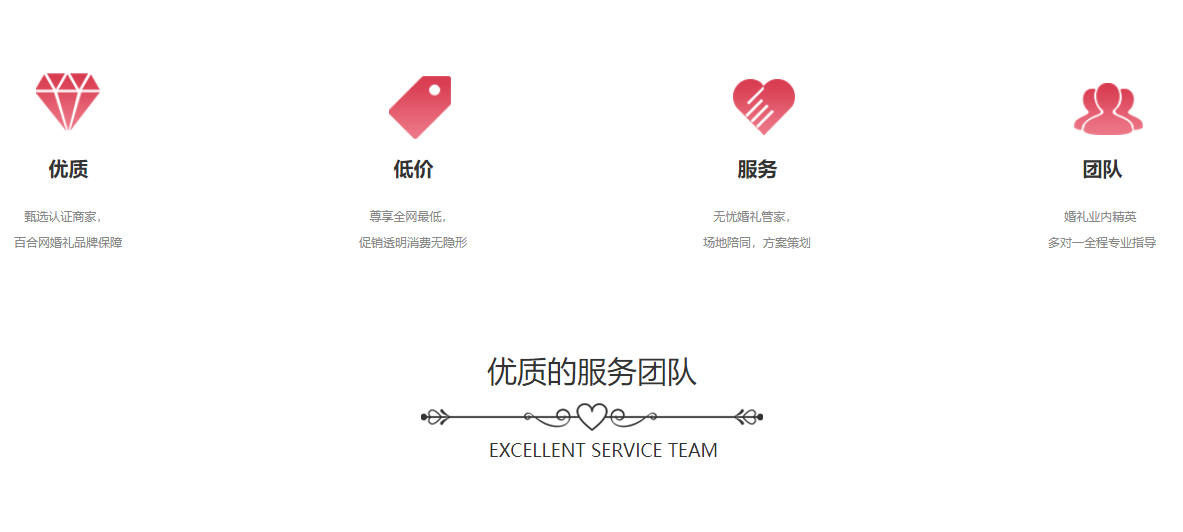 优质
甄选认证商家，
百合网婚礼品牌保障
低价
尊享全网最低，
促销透明消费无隐形
服务
无忧婚礼管家，
场地陪同，方案策划
团队
婚礼业内精英
多对一全程专业指导
优质的服务团队
EXCELLENT SERVICE TEAM